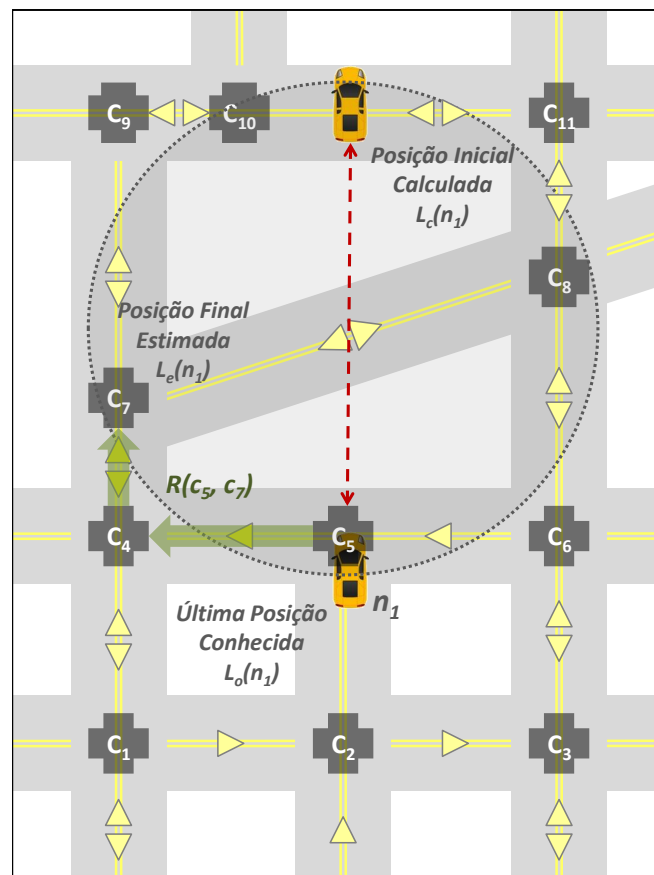 C9
C10
C11
Posição Inicial
Calculada
Lc(n1)
C8
Posição Final
Estimada
Le(n1)
C7
R(c5, c7)
C4
C5
C6
n1
Última Posição
Conhecida
Lo(n1)
C1
C2
C3